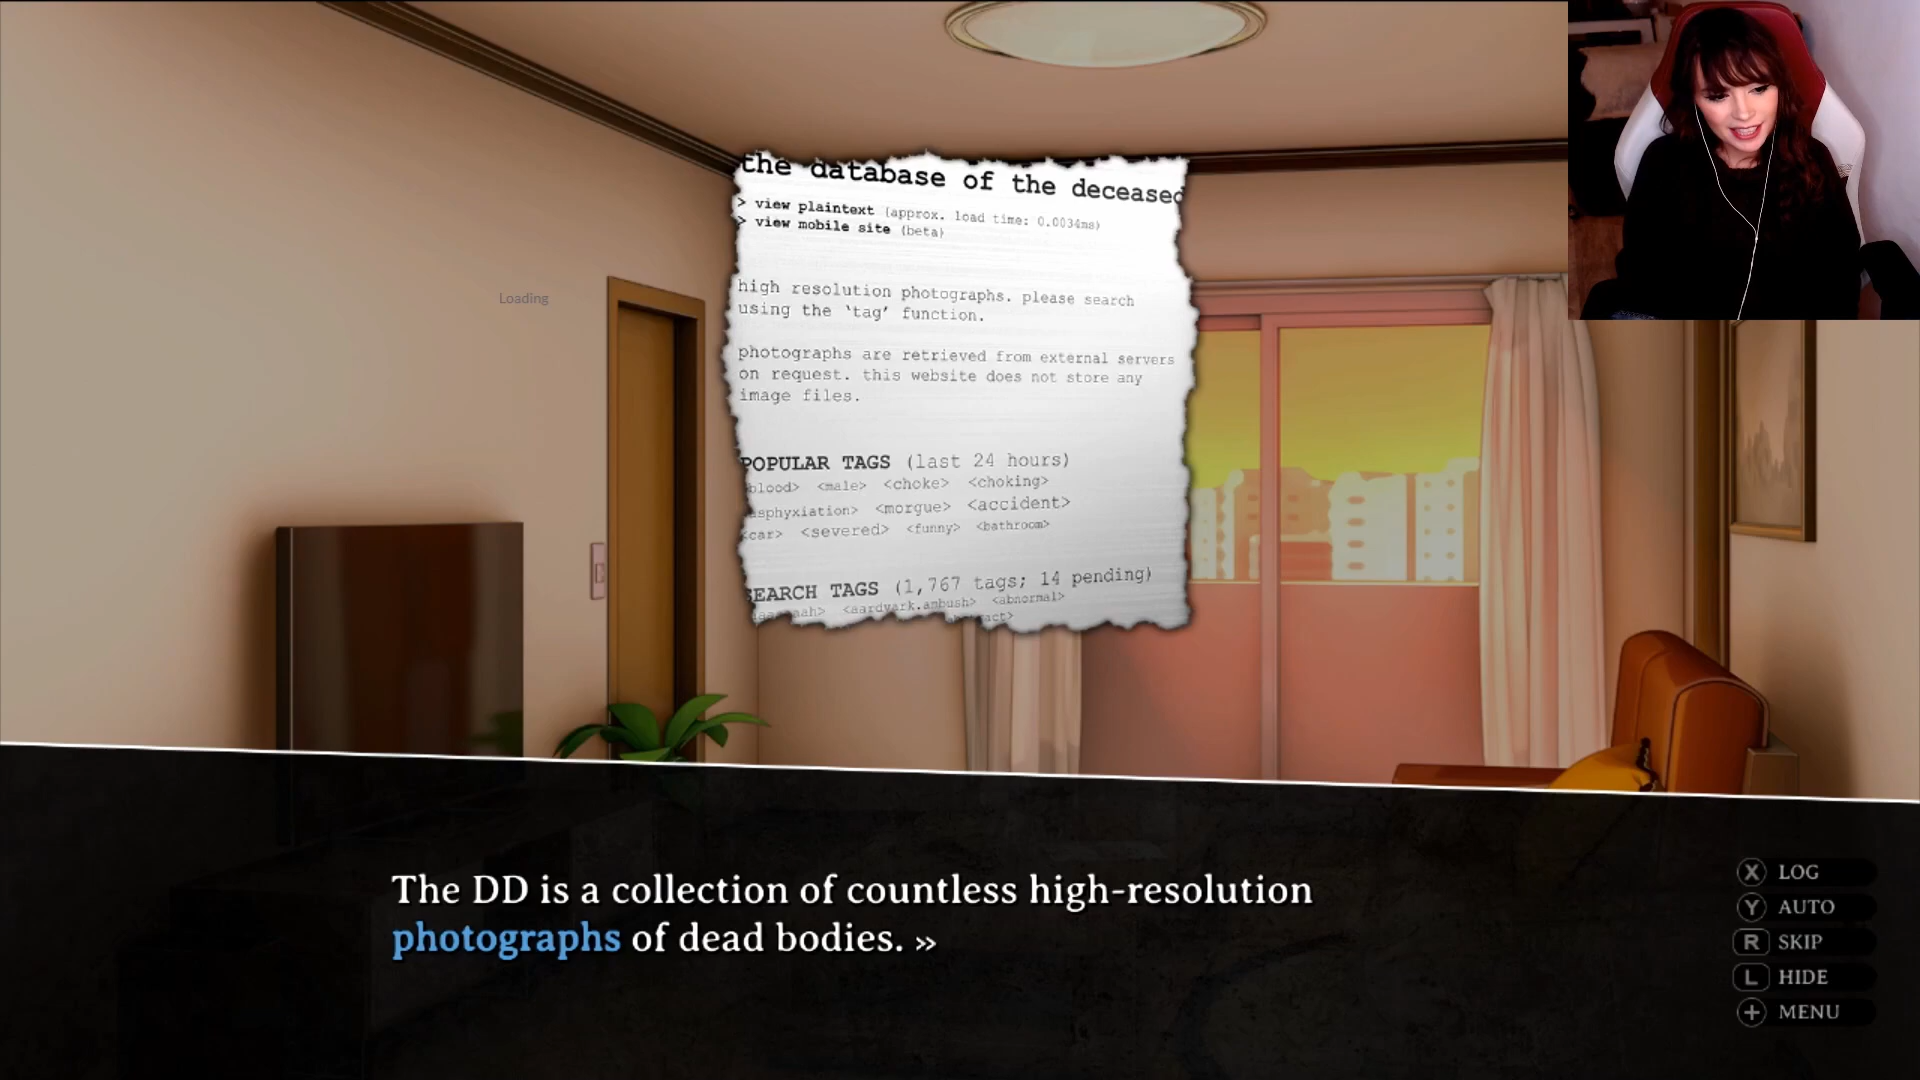 the database of the deceased
> view plaintext (approx. load time: 0.0034ms)
> view mobile site (beta)
high resolution photographs. please search
using the 'tag' function.
photographs are retrieved from external servers
on request. this website does not store any
image files.
POPULAR TAGS (last 24 hours)
blood> <male> <choke> <choking>
asphyxiation> <morgue> <accident>
<car> <severed> <funny> <bathroom>
SEARCH TAGS (1,767 tags; 14 pending)
<aardvark.ambush> <abnormal>
Loading
The DD is a collection of countless high-resolution
photographs of dead bodies. »
X LOG
Y AUTO
R SKIP
L HIDE
+ MENU